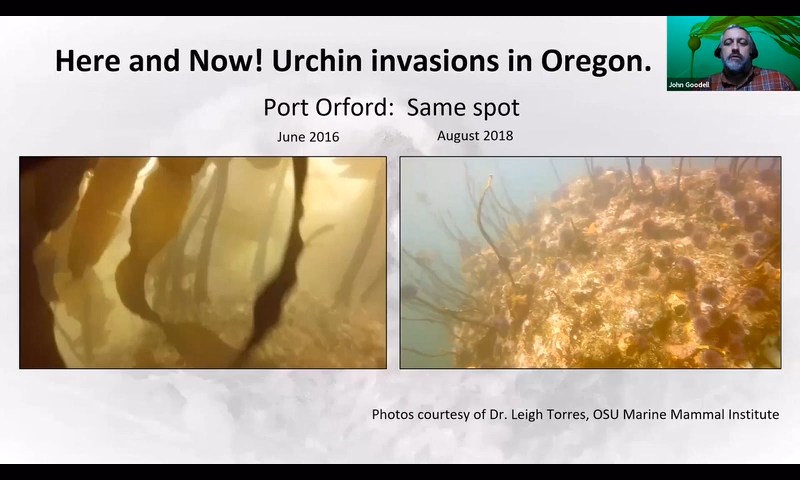 Here and Now! Urchin invasions in Oregon.
John Goodell
Port Orford:  Same spot
June 2016
August 2018
Photos courtesy of Dr. Leigh Torres, OSU Marine Mammal Institute